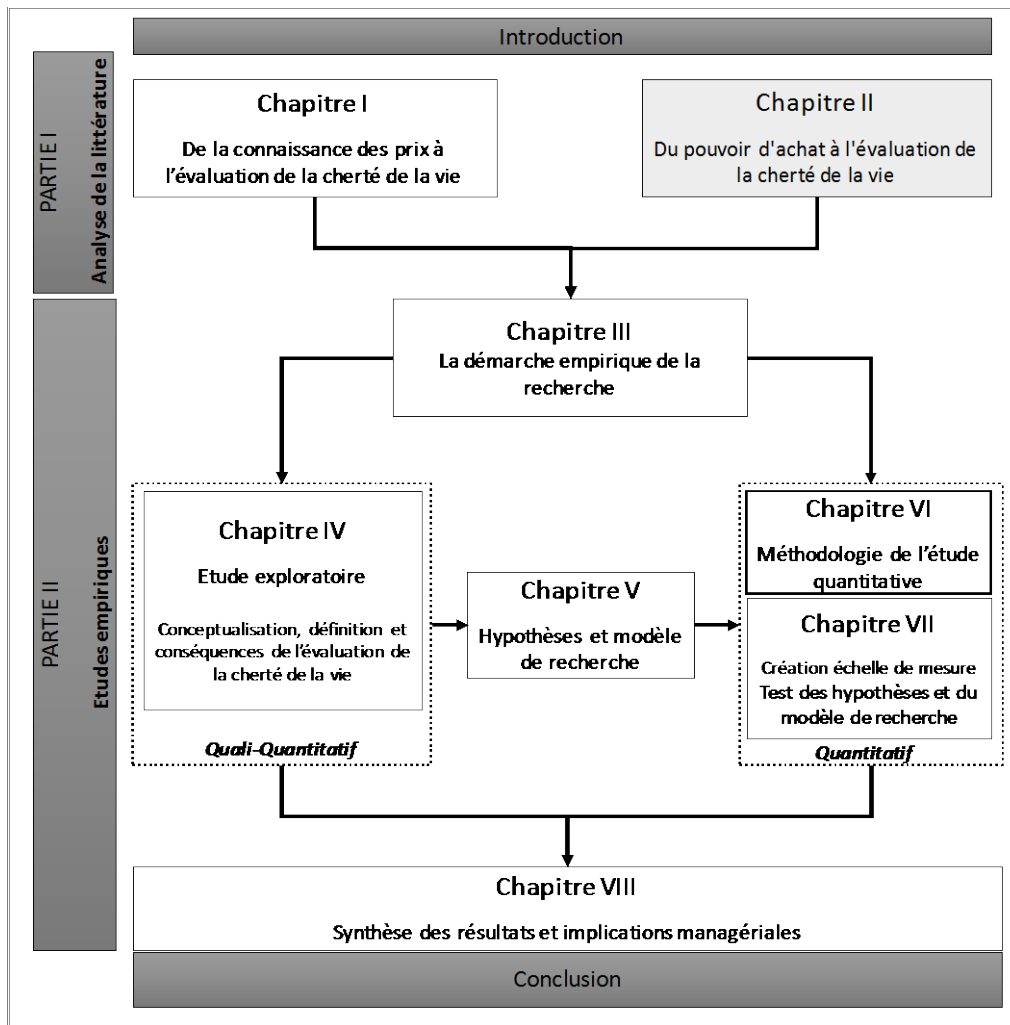 Introduction
PARTIE I
Analyse de la littérature
Chapitre I
De la connaissance des prix à
l’évaluation de la cherté de la vie
Chapitre II
Du pouvoir d'achat à l'évaluation de
la cherté de la vie
PARTIE II
Etudes empiriques
Chapitre III
La démarche empirique de la
recherche
Chapitre IV
Etude exploratoire
Conceptualisation, définition et
conséquences de l’évaluation de
la cherté de la vie
Quali-Quantitatif
Chapitre V
Hypothèses et modèle
de recherche
Chapitre VI
Méthodologie de l’étude
quantitative
Chapitre VII
Création échelle de mesure
Test des hypothèses et du
modèle de recherche
Quantitatif
Chapitre VIII
Synthèse des résultats et implications managériales
Conclusion